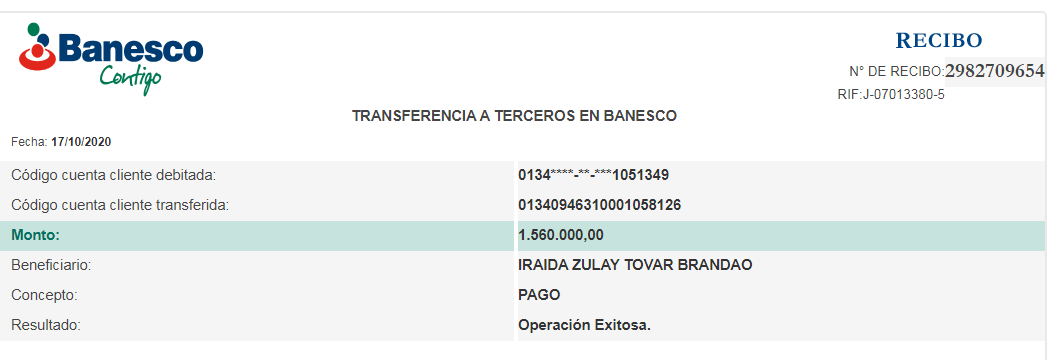 Banesco
Contigo
RECIBO
N° DE RECIBO:2982709654
RIF:J-07013380-5
TRANSFERENCIA A TERCEROS EN BANESCO
Fecha: 17/10/2020
Código cuenta cliente debitada: 0134****-**-***1051349
Código cuenta cliente transferida: 01340946310001058126
Monto: 1.560.000,00
Beneficiario: IRAIDA ZULAY TOVAR BRANDAO
Concepto: PAGO
Resultado: Operación Exitosa.